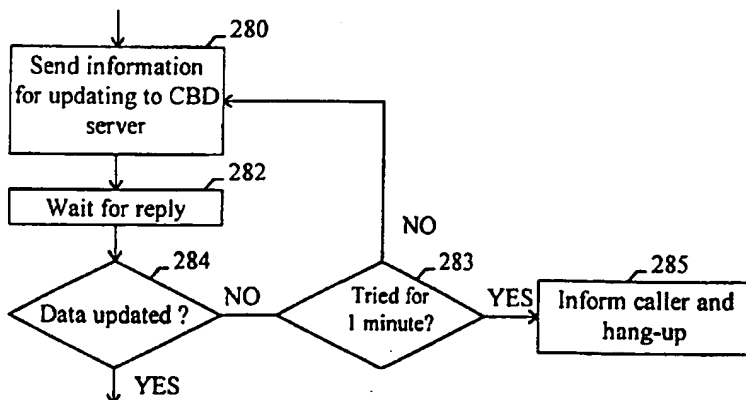 280
Send information
for updating to CBD
server
282
Wait for reply
NO
284
283
285
Data updated ?
NO
Tried for
1 minute?
YES
Inform caller and
hang-up
YES